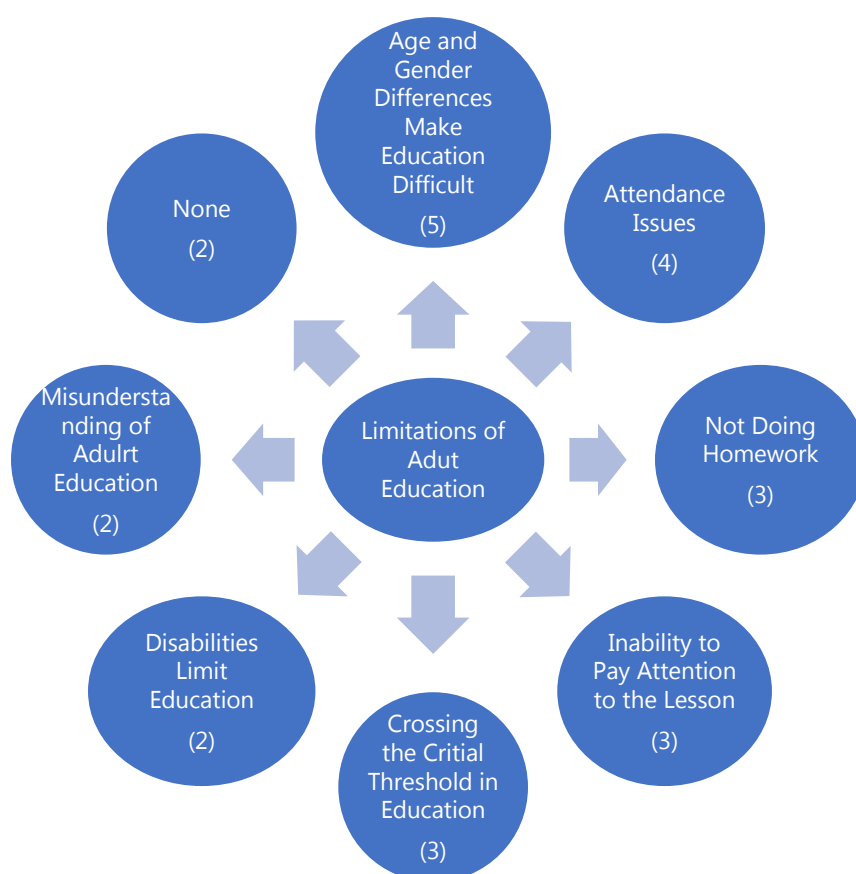 Age and
Gender
Differences
Make
Education
Difficult
(5)
Attendance
Issues
(4)
Not Doing
Homework
(3)
Inability to
Pay Attention
to the Lesson
(3)
Crossing
the Critial
Threshold in
Education
(3)
Disabilities
Limit
Education
(2)
Misundersta
nding of
Adulrt
Education
(2)
None
(2)
Limitations of
Adut
Education